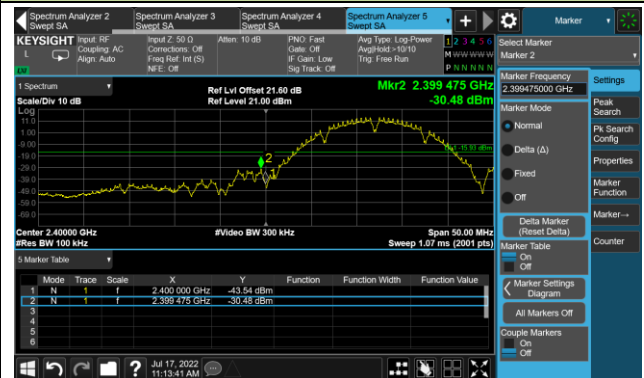 Spectrum Analyzer 2
Swept SA
Spectrum Analyzer 3
Swept SA
Spectrum Analyzer 4
Swept SA
Spectrum Analyzer 5
Swept SA
Marker
KEYSIGHT
L
Input: RF
Coupling: AC
Align: Auto
Input Z: 50 Ω
Corrections: Off
Freq Ref: Int (S)
NFE: Off
Atten: 10 dB
PNO: Fast
Gate: Off
IF Gain: Low
Sig Track: Off
Avg Type: Log-Power
Avg|Hold:>10/10
Trig: Free Run
1 2 3 4 5 6
M W W W W W
P N N N N N
Select Marker
Marker 2
1 Spectrum
Scale/Div 10 dB
Log
Ref Lvl Offset 21.60 dB
Ref Level 21.00 dBm
Mkr2 2.399 475 GHz
-30.48 dBm
11.0
1.00
-9.00
-19.0
-29.0
-39.0
-49.0
-59.0
-69.0
2
1
-15.93 dBm
Center 2.40000 GHz
#Res BW 100 kHz
#Video BW 300 kHz
Span 50.00 MHz
Sweep 1.07 ms (2001 pts)
5 Marker Table
Mode Trace Scale X Y Function Function Width Function Value
1 N 1 f 2.400 000 GHz -43.54 dBm
2 N 1 f 2.399 475 GHz -30.48 dBm
3
4
5
6
Marker Frequency
2.399475000 GHz
Marker Mode
Normal
Delta (Δ)
Fixed
Off
Delta Marker
(Reset Delta)
Marker Table
On
Off
Marker Settings
Diagram
All Markers Off
Couple Markers
On
Off
Settings
Peak
Search
Pk Search
Config
Properties
Marker
Function
Marker→
Counter
Jul 17, 2022
11:13:41 AM